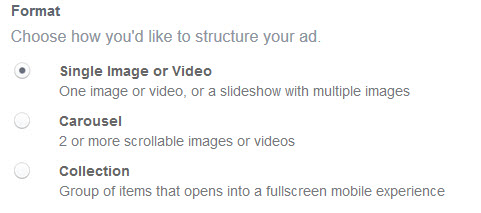 Format
Choose how you'd like to structure your ad.
Single Image or Video
One image or video, or a slideshow with multiple images
Carousel
2 or more scrollable images or videos
Collection
Group of items that opens into a fullscreen mobile experience